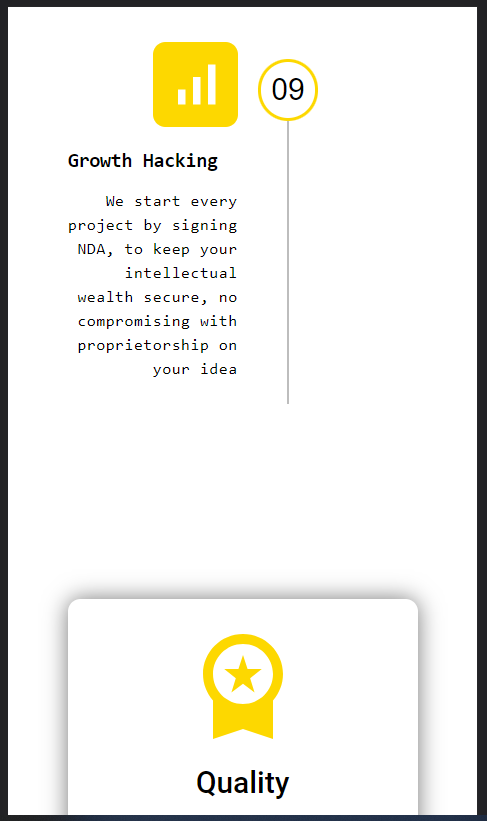 09
Growth Hacking
We start every
project by signing
NDA, to keep your
intellectual
wealth secure, no
compromising with
proprietorship on
your idea
Quality